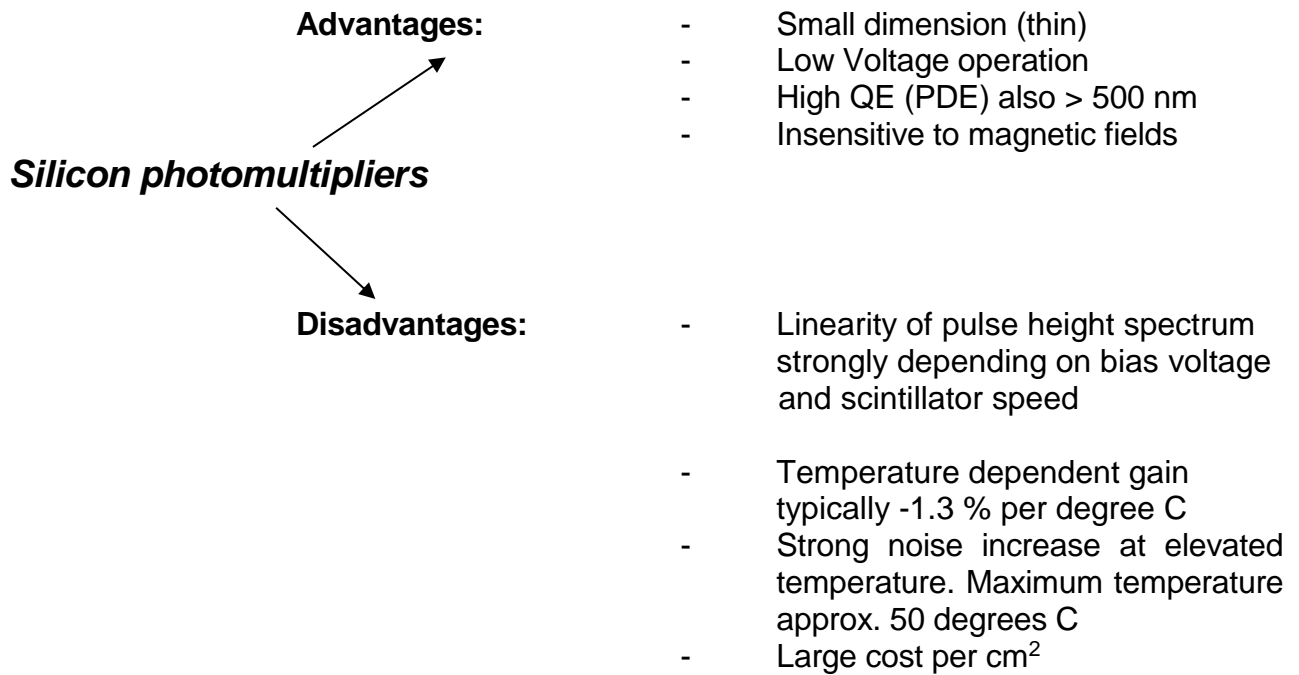 Advantages:
- Small dimension (thin)
- Low Voltage operation
- High QE (PDE) also > 500 nm
- Insensitive to magnetic fields
Silicon photomultipliers
Disadvantages:
- Linearity of pulse height spectrum
strongly depending on bias voltage
and scintillator speed
- Temperature dependent gain
typically -1.3 % per degree C
- Strong noise increase at elevated
temperature. Maximum temperature
approx. 50 degrees C
- Large cost per cm²